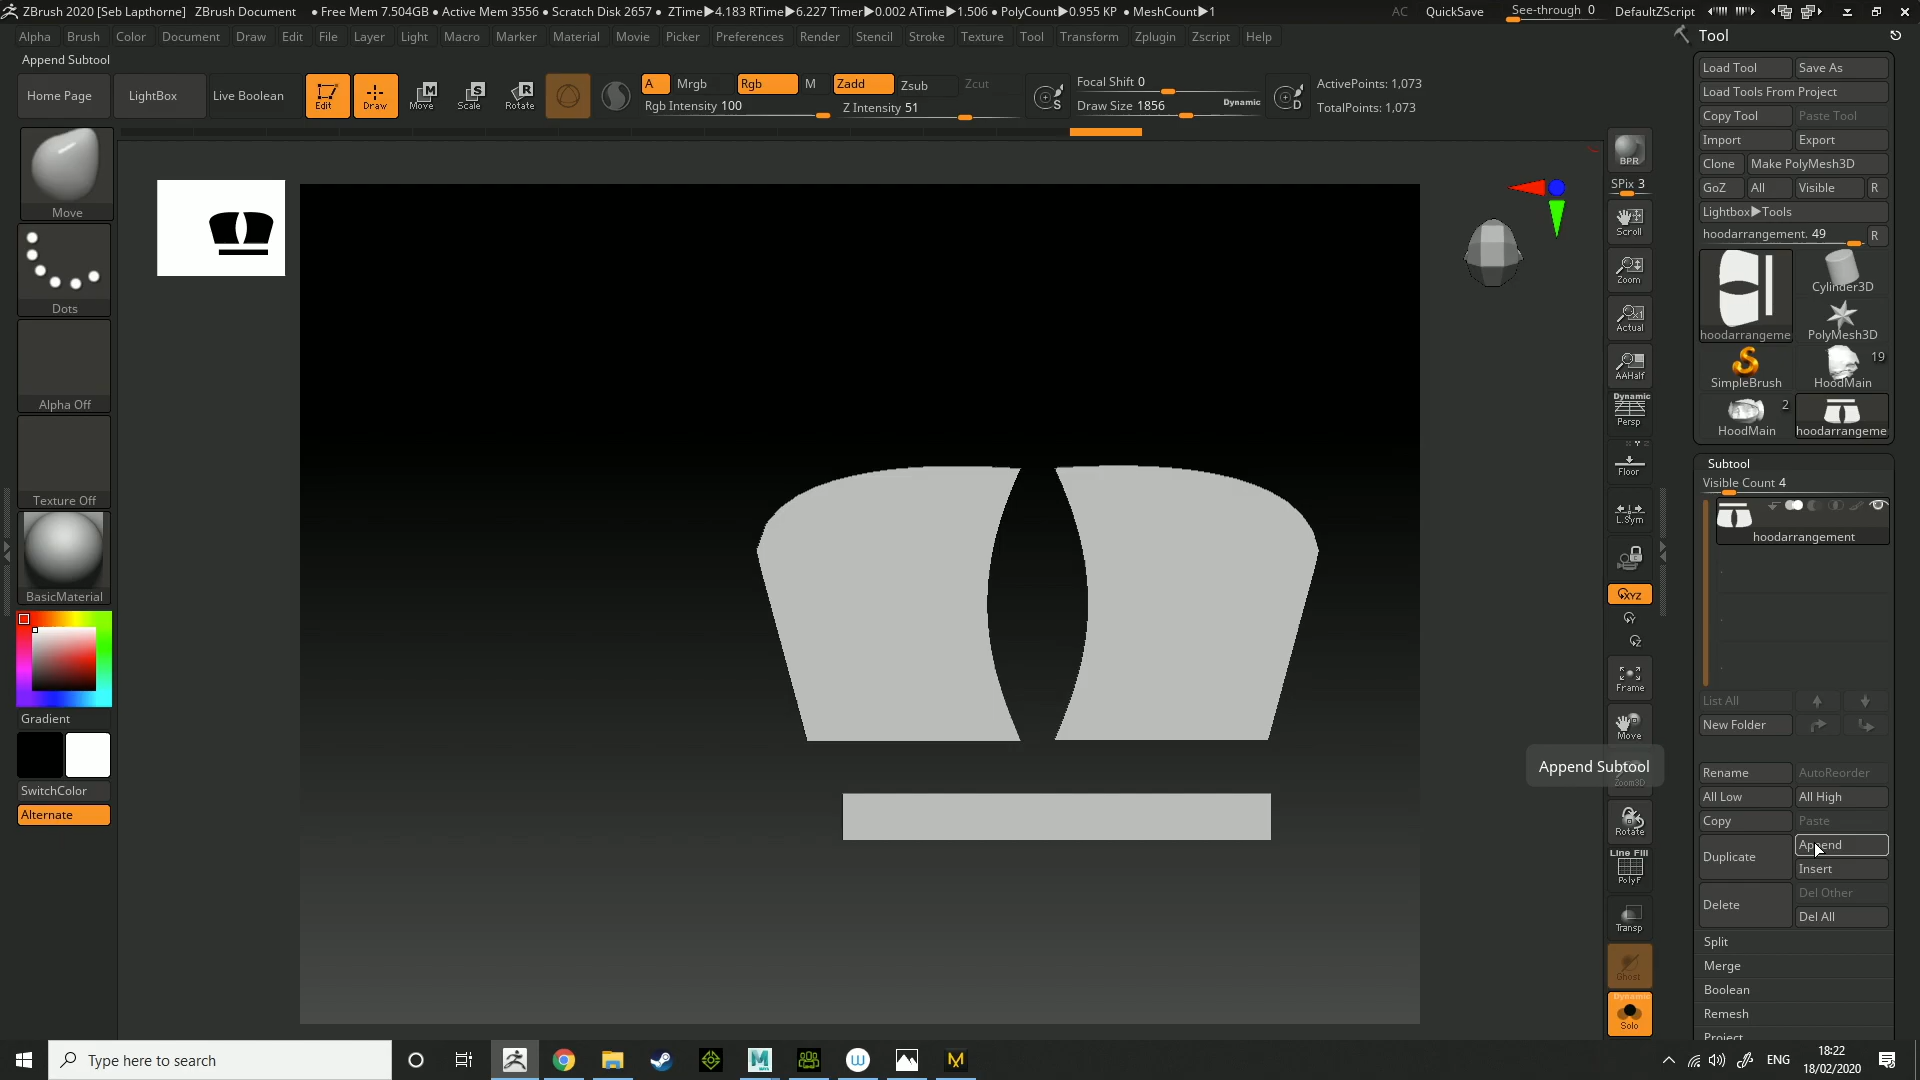 ZBrush 2020 [Seb Lapthorne] ZBrush Document • Free Mem 7.504GB • Active Mem 3556 • Scratch Disk 2657 • ZTime▶4.183 RTime▶6.227 Timer▶0.002 ATime▶1.506 • PolyCount▶0.955 KP • MeshCount▶1 AC QuickSave See-through 0 DefaultZScript
Alpha Brush Color Document Draw Edit File Layer Light Macro Marker Material Movie Picker Preferences Render Stencil Stroke Texture Tool Transform Zplugin Zscript Help
Append Subtool
Home Page LightBox Live Boolean Edit Draw Move Scale Rotate
A Mrgb Rgb M Zadd Zsub Zcut
Rgb Intensity 100 Z Intensity 51
S Focal Shift 0
Draw Size 1856 Dynamic
D ActivePoints: 1,073
TotalPoints: 1,073
Move
Dots
Alpha Off
Texture Off
BasicMaterial
Gradient
SwitchColor
Alternate
BPR
SPix 3
Scroll
Zoom
Actual
AAHalf
Dynamic
Persp
Floor
L.Sym
XYZ
Y
Z
Frame
Move
Append Subtool
Zoom3D
Rotate
Line Fill
PolyF
Transp
Ghost
Dynamic
Solo
Tool
Load Tool Save As
Load Tools From Project
Copy Tool Paste Tool
Import Export
Clone Make PolyMesh3D
GoZ All Visible R
Lightbox▶Tools
hoodarrangement. 49 R
hoodarrangeme Cylinder3D
PolyMesh3D
SimpleBrush HoodMain 19
HoodMain 2 hoodarrangeme
Subtool
Visible Count 4
hoodarrangement
List All
New Folder
Rename AutoReorder
All Low All High
Copy Paste
Duplicate Append
Insert
Delete Del Other
Del All
Split
Merge
Boolean
Remesh
Project
Type here to search
ENG 18:22
18/02/2020